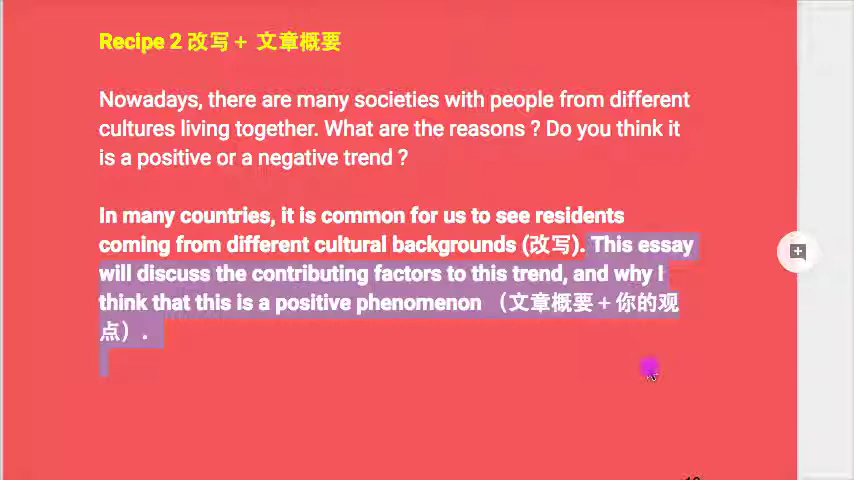 Recipe 2 改写＋ 文章概要
Nowadays, there are many societies with people from different
cultures living together. What are the reasons ? Do you think it
is a positive or a negative trend ?
In many countries, it is common for us to see residents
coming from different cultural backgrounds (改写). This essay
will discuss the contributing factors to this trend, and why I
think that this is a positive phenomenon （文章概要＋你的观
点）.